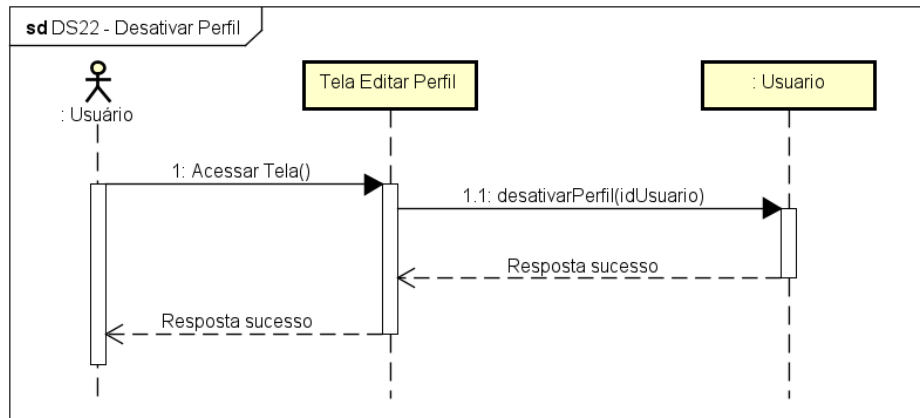 sd DS22 - Desativar Perfil
: Usuário
Tela Editar Perfil
: Usuario
1: Acessar Tela()
1.1: desativarPerfil(idUsuario)
Resposta sucesso
Resposta sucesso